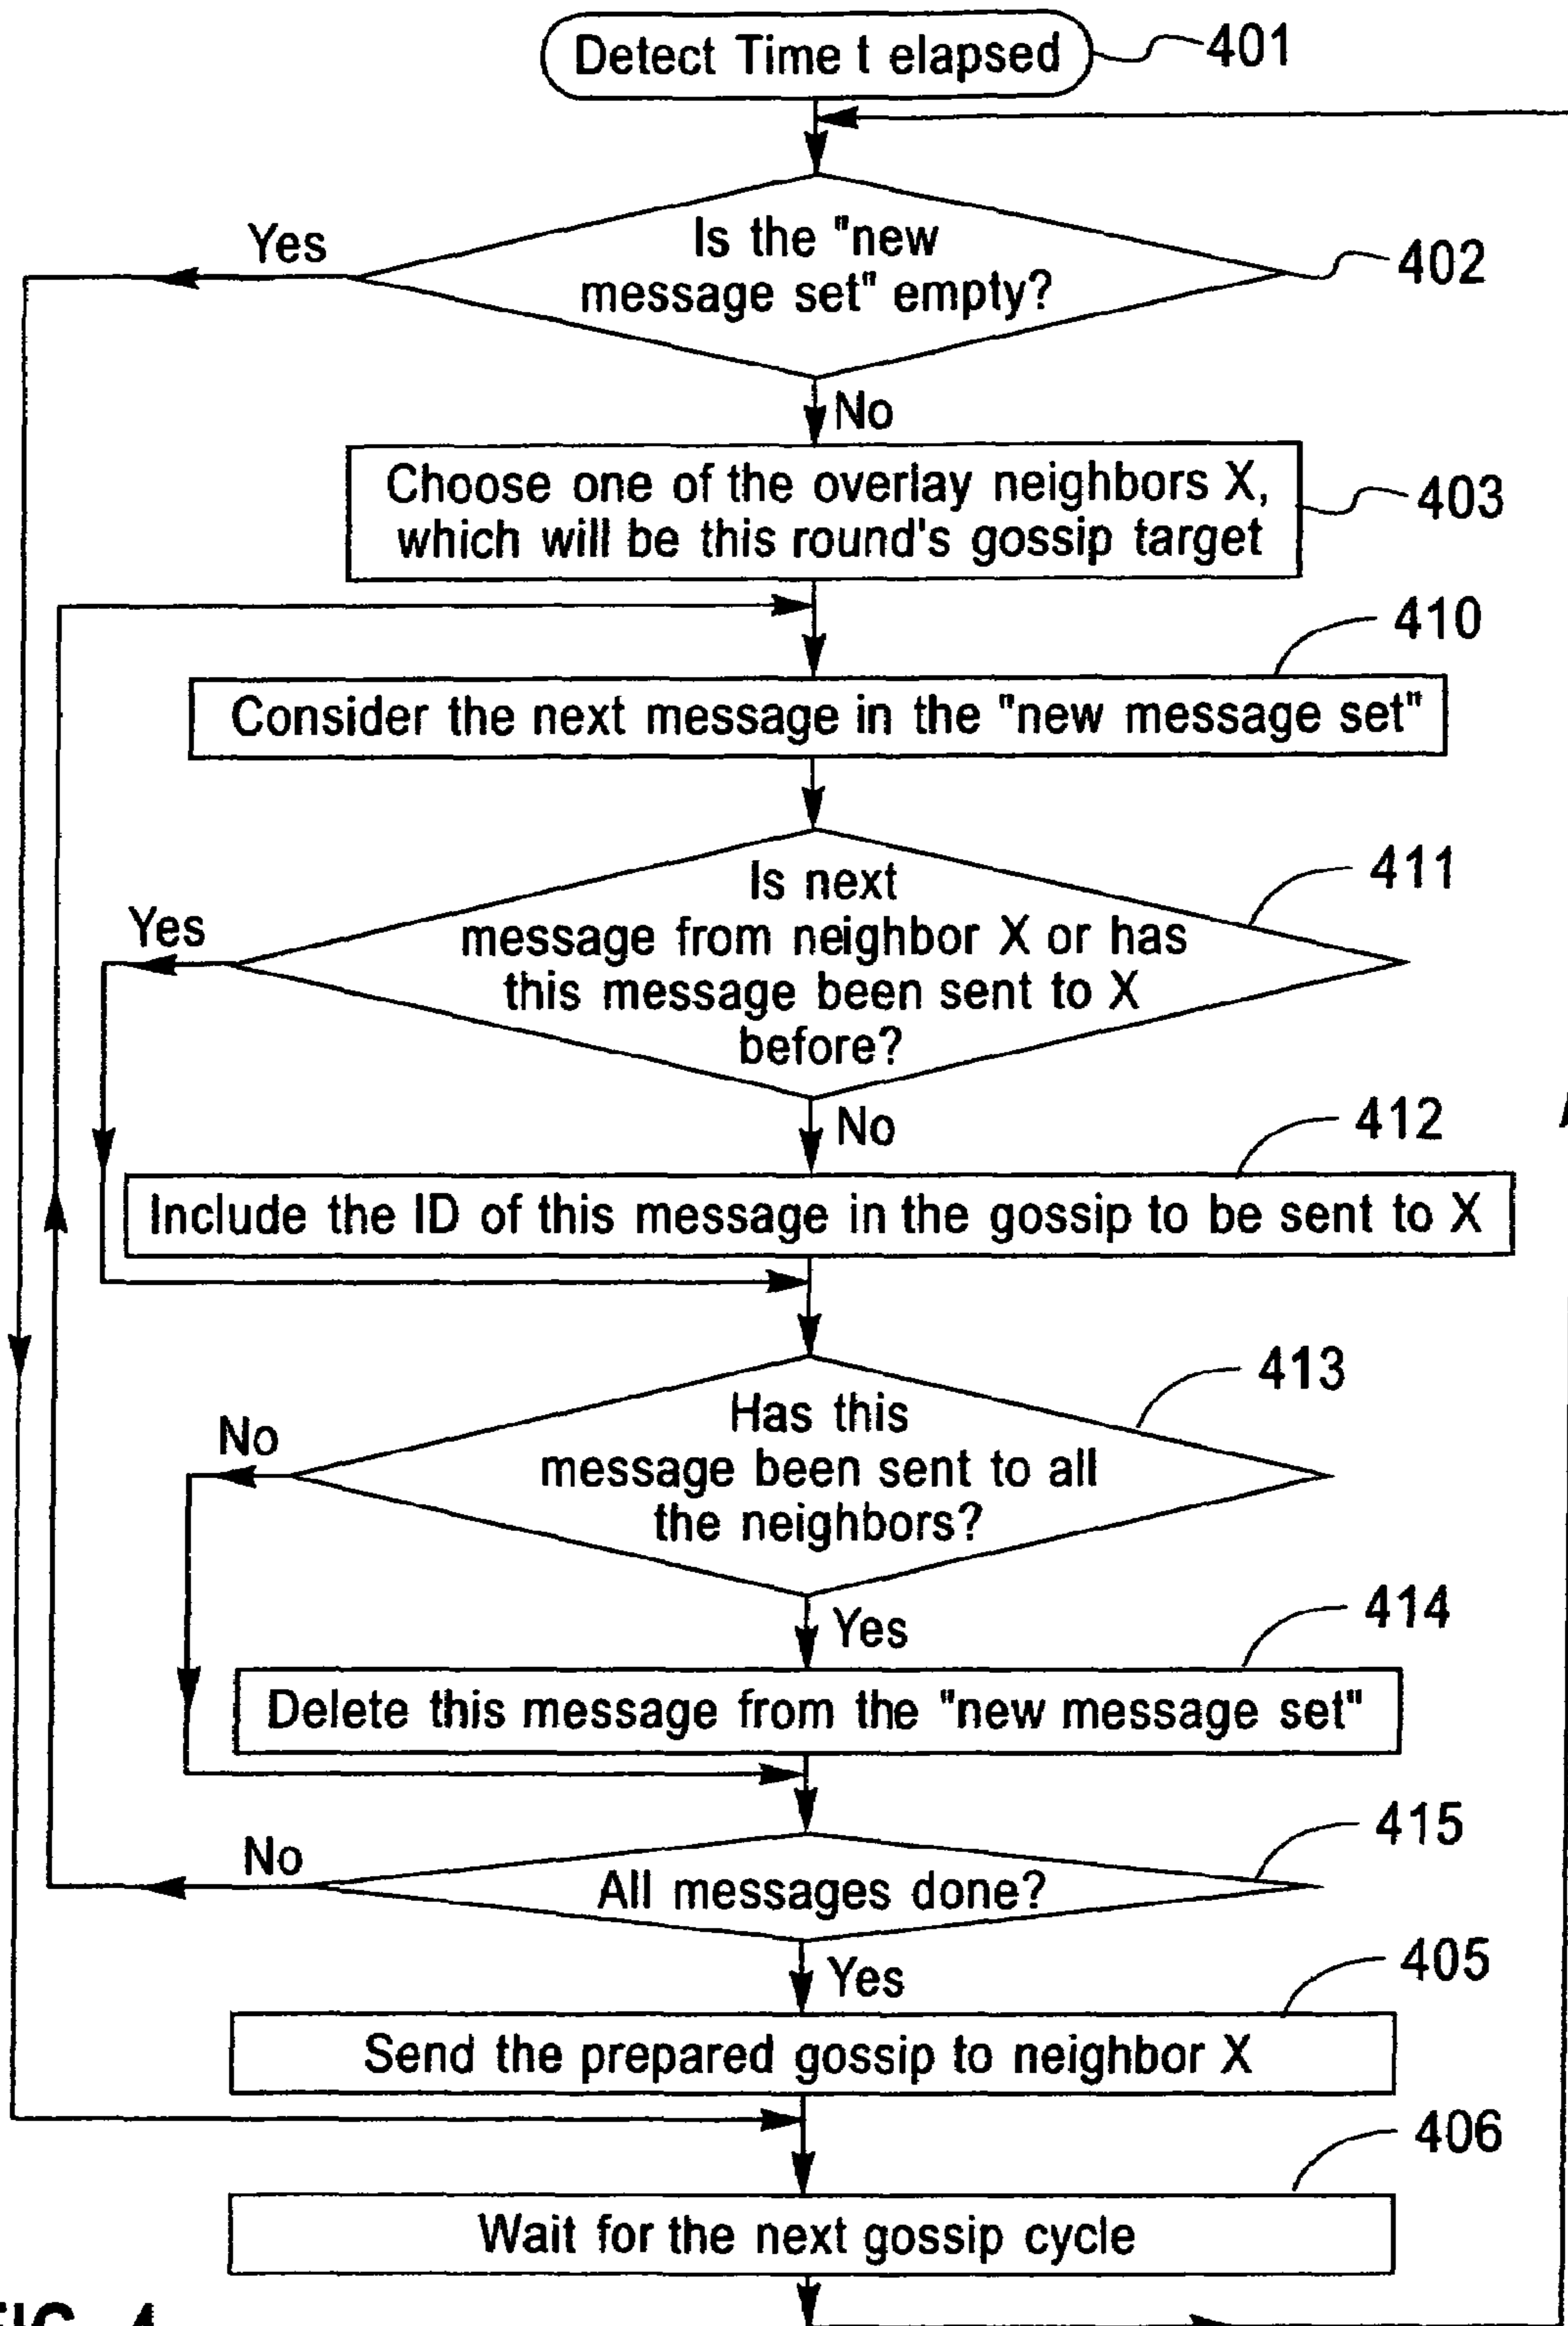 Detect Time t elapsed
401
Yes
Is the "new
message set" empty?
402
No
Choose one of the overlay neighbors X,
which will be this round's gossip target
403
410
Consider the next message in the "new message set"
411
Yes
Is next
message from neighbor X or has
this message been sent to X
before?
No
412
Include the ID of this message in the gossip to be sent to X
413
No
Has this
message been sent to all
the neighbors?
Yes
414
Delete this message from the "new message set"
415
No
All messages done?
Yes
405
Send the prepared gossip to neighbor X
406
Wait for the next gossip cycle